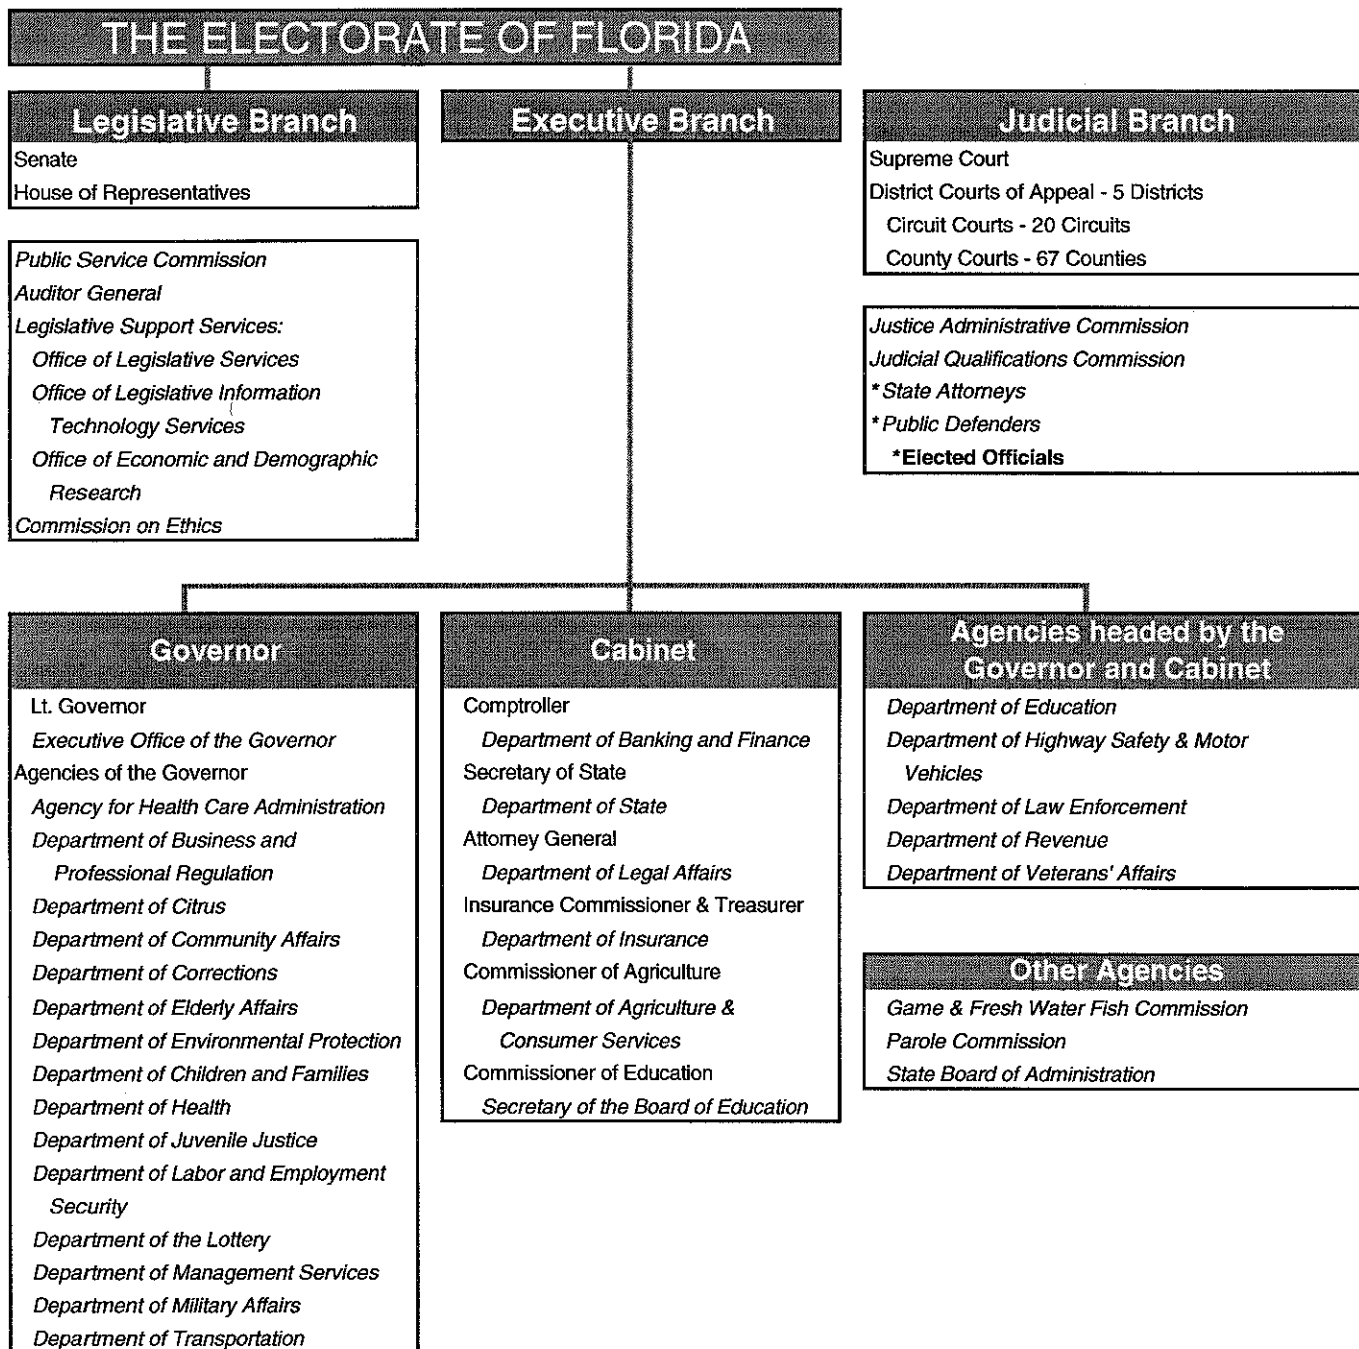 THE ELECTORATE OF FLORIDA
Legislative Branch
Senate
House of Representatives
Public Service Commission
Auditor General
Legislative Support Services:
Office of Legislative Services
Office of Legislative Information
Technology Services
Office of Economic and Demographic
Research
Commission on Ethics
Executive Branch
Judicial Branch
Supreme Court
District Courts of Appeal - 5 Districts
Circuit Courts - 20 Circuits
County Courts - 67 Counties
Justice Administrative Commission
Judicial Qualifications Commission
*State Attorneys
*Public Defenders
*Elected Officials
Governor
Lt. Governor
Executive Office of the Governor
Agencies of the Governor
Agency for Health Care Administration
Department of Business and
Professional Regulation
Department of Citrus
Department of Community Affairs
Department of Corrections
Department of Elderly Affairs
Department of Environmental Protection
Department of Children and Families
Department of Health
Department of Juvenile Justice
Department of Labor and Employment
Security
Department of the Lottery
Department of Management Services
Department of Military Affairs
Department of Transportation
Cabinet
Comptroller
Department of Banking and Finance
Secretary of State
Department of State
Attorney General
Department of Legal Affairs
Insurance Commissioner & Treasurer
Department of Insurance
Commissioner of Agriculture
Department of Agriculture &
Consumer Services
Commissioner of Education
Secretary of the Board of Education
Agencies headed by the
Governor and Cabinet
Department of Education
Department of Highway Safety & Motor
Vehicles
Department of Law Enforcement
Department of Revenue
Department of Veterans' Affairs
Other Agencies
Game & Fresh Water Fish Commission
Parole Commission
State Board of Administration